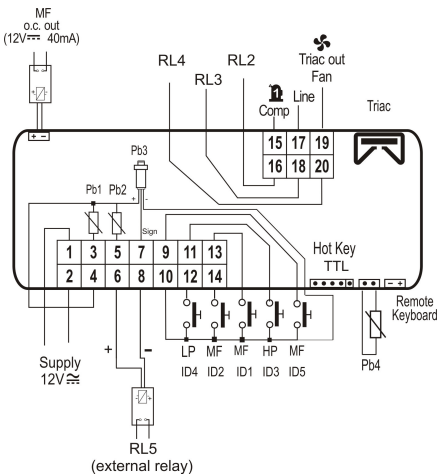 MF
o.c. out
(12V⎓ 40mA)
RL4
RL3
RL2
Triac out
Fan
1
Comp
Line
Triac
15 17 19
16 18 20
+ -
Pb3
Pb1 Pb2
+ -
Sign
1 3 5 7 9 11 13
2 4 6 8 10 12 14
Hot Key
TTL
- +
Remote
Keyboard
LP MF MF HP MF
ID4 ID2 ID1 ID3 ID5
Pb4
Supply
12V≂
+ -
RL5
(external relay)